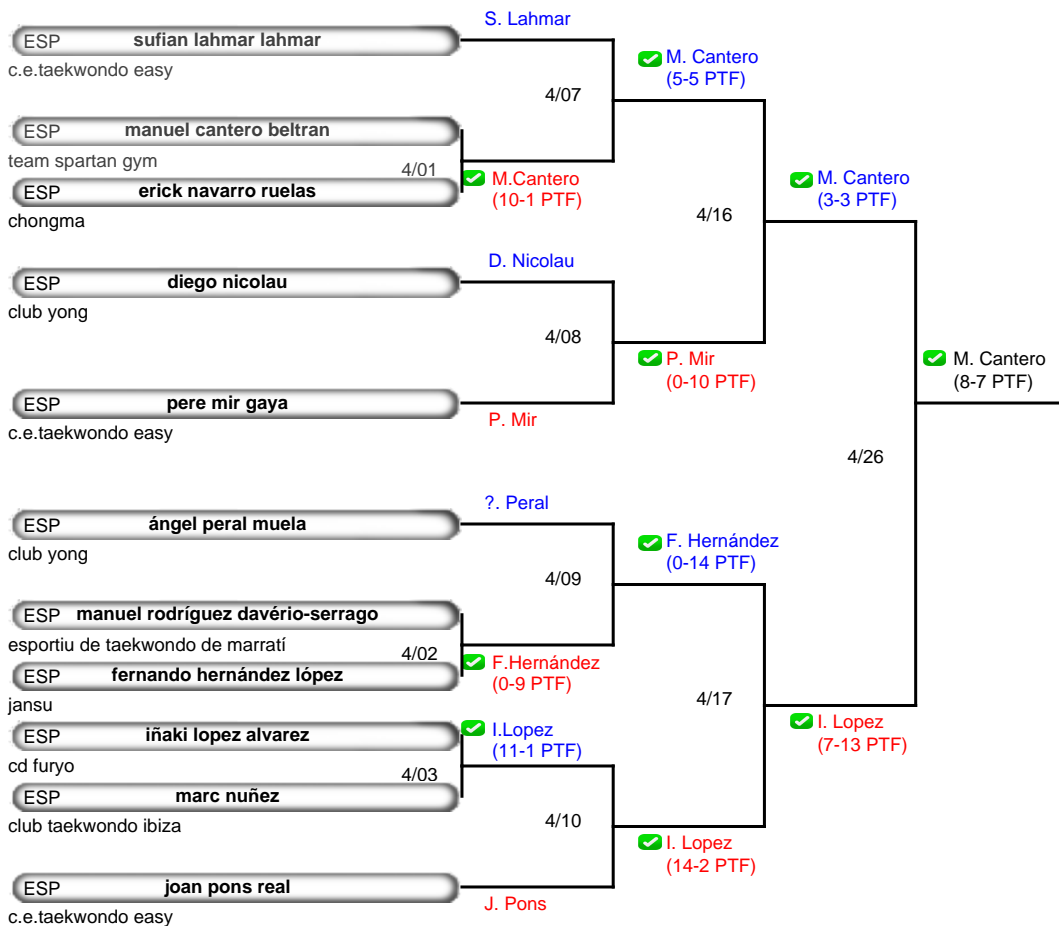 S. Lahmar
ESP sufian lahmar lahmar
c.e.taekwondo easy
M. Cantero
(5-5 PTF)
4/07
ESP manuel cantero beltran
team spartan gym
4/01
ESP erick navarro ruelas
chongma
M.Cantero
(10-1 PTF)
M. Cantero
(3-3 PTF)
4/16
D. Nicolau
ESP diego nicolau
club yong
4/08
P. Mir
(0-10 PTF)
M. Cantero
(8-7 PTF)
ESP pere mir gaya
c.e.taekwondo easy
P. Mir
4/26
?. Peral
ESP ángel peral muela
club yong
F. Hernández
(0-14 PTF)
4/09
ESP manuel rodríguez davério-serrago
esportiu de taekwondo de marratí
4/02
ESP fernando hernández lópez
jansu
F.Hernández
(0-9 PTF)
4/17
I. Lopez
(7-13 PTF)
ESP iñaki lopez alvarez
cd furyo
I.Lopez
(11-1 PTF)
4/03
ESP marc nuñez
club taekwondo ibiza
4/10
I. Lopez
(14-2 PTF)
ESP joan pons real
c.e.taekwondo easy
J. Pons